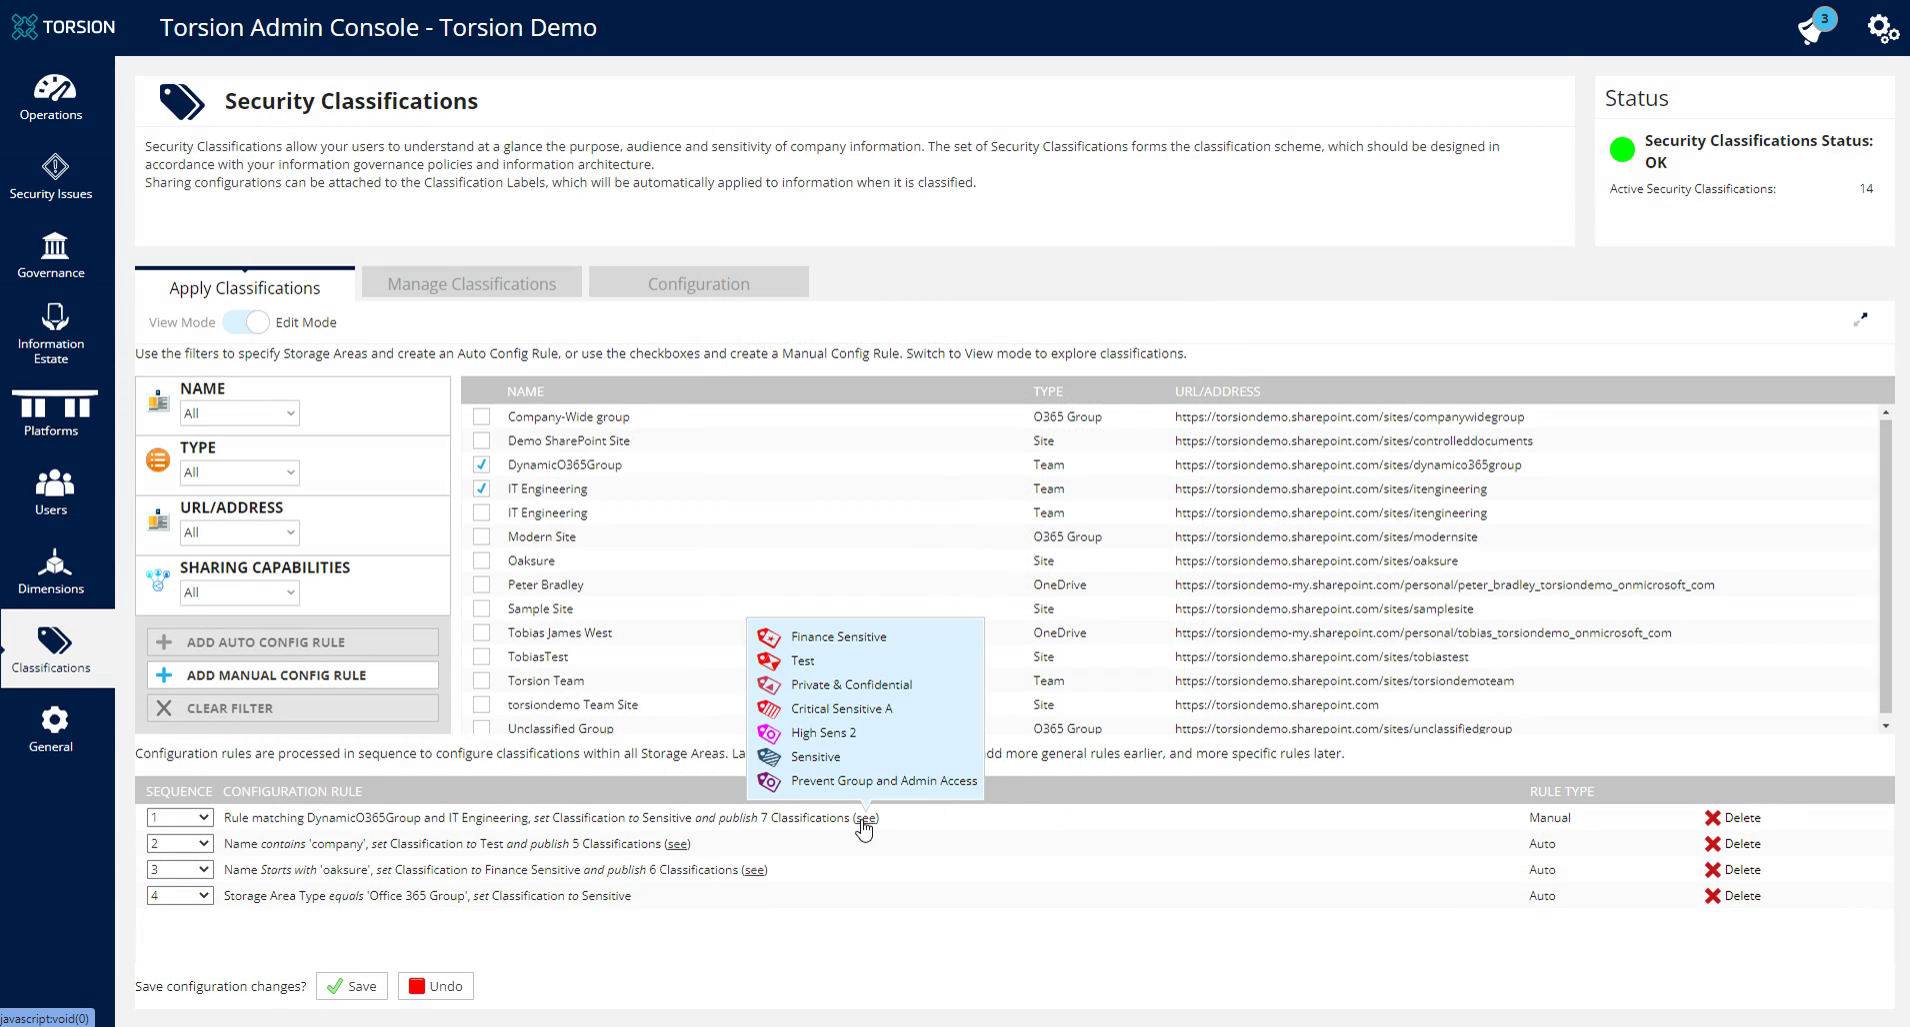 TORSION
Torsion Admin Console - Torsion Demo
3
Operations
Security Issues
Governance
Information
Estate
Platforms
Users
Dimensions
Classifications
General
Security Classifications
Security Classifications allow your users to understand at a glance the purpose, audience and sensitivity of company information. The set of Security Classifications forms the classification scheme, which should be designed in
accordance with your information governance policies and information architecture.
Sharing configurations can be attached to the Classification Labels, which will be automatically applied to information when it is classified.
Status
Security Classifications Status:
OK
Active Security Classifications: 14
Apply Classifications
Manage Classifications
Configuration
View Mode
Edit Mode
Use the filters to specify Storage Areas and create an Auto Config Rule, or use the checkboxes and create a Manual Config Rule. Switch to View mode to explore classifications.
NAME
All
TYPE
All
URL/ADDRESS
All
SHARING CAPABILITIES
All
ADD AUTO CONFIG RULE
ADD MANUAL CONFIG RULE
CLEAR FILTER
NAME TYPE URL/ADDRESS
Company-Wide group O365 Group https://torsiondemo.sharepoint.com/sites/companywidegroup
Demo SharePoint Site Site https://torsiondemo.sharepoint.com/sites/controlleddocuments
DynamicO365Group Team https://torsiondemo.sharepoint.com/sites/dynamico365group
IT Engineering Team https://torsiondemo.sharepoint.com/sites/itengineering
IT Engineering Team https://torsiondemo.sharepoint.com/sites/itengineering
Modern Site O365 Group https://torsiondemo.sharepoint.com/sites/modernsite
Oaksure Site https://torsiondemo.sharepoint.com/sites/oaksure
Peter Bradley OneDrive https://torsiondemo-my.sharepoint.com/personal/peter_bradley_torsiondemo_onmicrosoft_com
Sample Site Site https://torsiondemo.sharepoint.com/sites/samplesite
Tobias James West OneDrive https://torsiondemo-my.sharepoint.com/personal/tobias_torsiondemo_onmicrosoft_com
TobiasTest Site https://torsiondemo.sharepoint.com/sites/tobiastest
Torsion Team Team https://torsiondemo.sharepoint.com/sites/torsiondemoteam
torsiondemo Team Site Site https://torsiondemo.sharepoint.com
Unclassified Group O365 Group https://torsiondemo.sharepoint.com/sites/unclassifiedgroup
Finance Sensitive
Test
Private & Confidential
Critical Sensitive A
High Sens 2
Sensitive
Prevent Group and Admin Access
Configuration rules are processed in sequence to configure classifications within all Storage Areas. La dd more general rules earlier, and more specific rules later.
SEQUENCE CONFIGURATION RULE RULE TYPE
1 Rule matching DynamicO365Group and IT Engineering, set Classification to Sensitive and publish 7 Classifications (see) Manual Delete
2 Name contains 'company', set Classification to Test and publish 5 Classifications (see) Auto Delete
3 Name Starts with 'oaksure', set Classification to Finance Sensitive and publish 6 Classifications (see) Auto Delete
4 Storage Area Type equals 'Office 365 Group', set Classification to Sensitive Auto Delete
Save configuration changes? Save Undo
javascript:void(0)